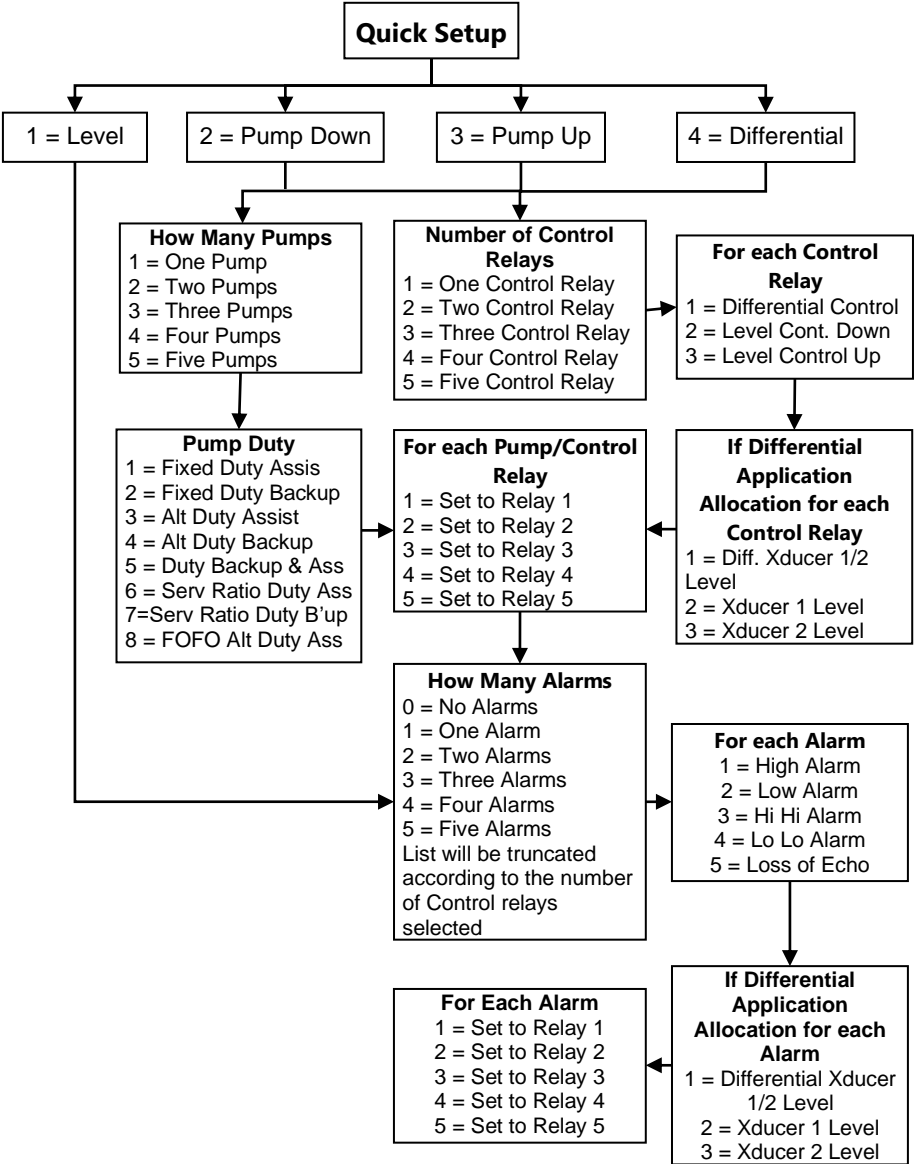 Quick Setup
1 = Level
2 = Pump Down
3 = Pump Up
4 = Differential
How Many Pumps
1 = One Pump
2 = Two Pumps
3 = Three Pumps
4 = Four Pumps
5 = Five Pumps
Number of Control
Relays
1 = One Control Relay
2 = Two Control Relay
3 = Three Control Relay
4 = Four Control Relay
5 = Five Control Relay
For each Control
Relay
1 = Differential Control
2 = Level Cont. Down
3 = Level Control Up
Pump Duty
1 = Fixed Duty Assis
2 = Fixed Duty Backup
3 = Alt Duty Assist
4 = Alt Duty Backup
5 = Duty Backup & Ass
6 = Serv Ratio Duty Ass
7=Serv Ratio Duty B'up
8 = FOFO Alt Duty Ass
For each Pump/Control
Relay
1 = Set to Relay 1
2 = Set to Relay 2
3 = Set to Relay 3
4 = Set to Relay 4
5 = Set to Relay 5
If Differential
Application
Allocation for each
Control Relay
1 = Diff. Xducer 1/2
Level
2 = Xducer 1 Level
3 = Xducer 2 Level
How Many Alarms
0 = No Alarms
1 = One Alarm
2 = Two Alarms
3 = Three Alarms
4 = Four Alarms
5 = Five Alarms
List will be truncated
according to the number
of Control relays
selected
For each Alarm
1 = High Alarm
2 = Low Alarm
3 = Hi Hi Alarm
4 = Lo Lo Alarm
5 = Loss of Echo
For Each Alarm
1 = Set to Relay 1
2 = Set to Relay 2
3 = Set to Relay 3
4 = Set to Relay 4
5 = Set to Relay 5
If Differential
Application
Allocation for each
Alarm
1 = Differential Xducer
1/2 Level
2 = Xducer 1 Level
3 = Xducer 2 Level